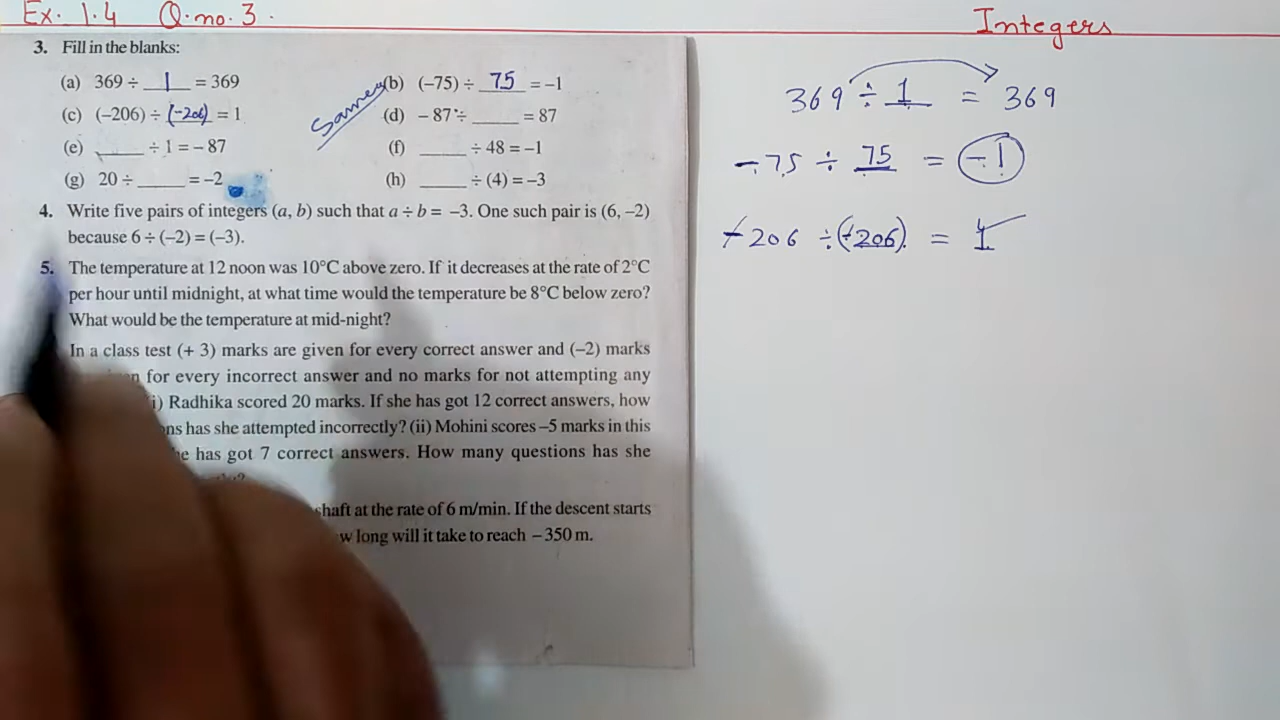 Ex. 1.4 Q.no. 3.
Integers
3. Fill in the blanks:
(a) 369 ÷ 1 = 369
(b) (–75) ÷ 75 = –1
(c) (–206) ÷ (-206) = 1
Same
(d) – 87 ÷ _____ = 87
(e) _____ ÷ 1 = – 87
(f) _____ ÷ 48 = –1
(g) 20 ÷ _____ = –2
(h) _____ ÷ (4) = –3
4. Write five pairs of integers (a, b) such that a ÷ b = –3. One such pair is (6, –2)
because 6 ÷ (–2) = (–3).
5. The temperature at 12 noon was 10°C above zero. If it decreases at the rate of 2°C
per hour until midnight, at what time would the temperature be 8°C below zero?
What would be the temperature at mid-night?
In a class test (+ 3) marks are given for every correct answer and (–2) marks
for every incorrect answer and no marks for not attempting any
i) Radhika scored 20 marks. If she has got 12 correct answers, how
has she attempted incorrectly? (ii) Mohini scores –5 marks in this
has got 7 correct answers. How many questions has she
shaft at the rate of 6 m/min. If the descent starts
long will it take to reach – 350 m.
369 ÷ 1 = 369
-75 ÷ 75 = -1
-206 ÷ (-206) = 1